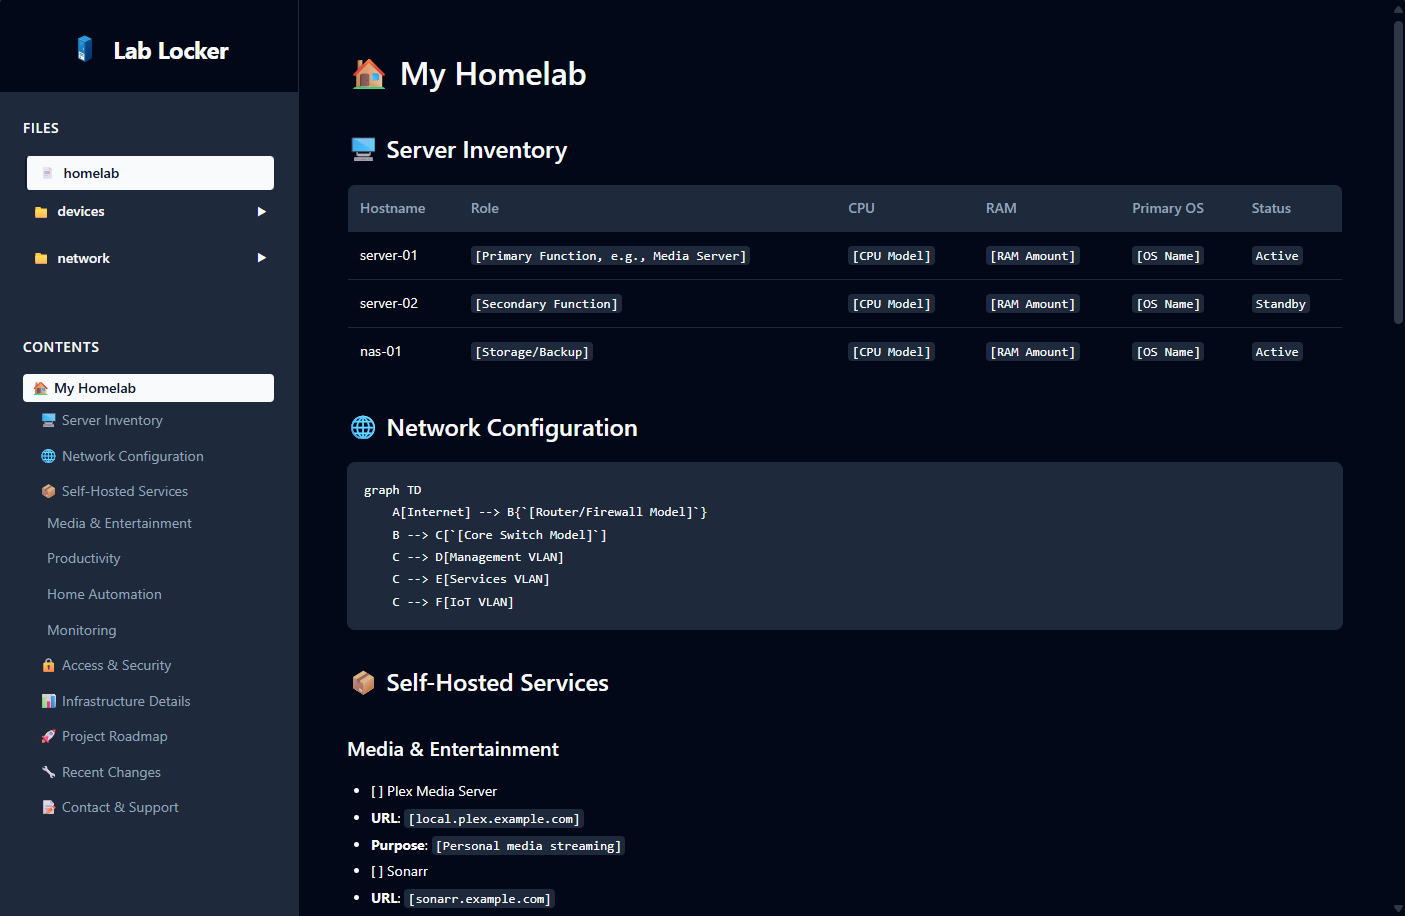 Lab Locker
FILES
homelab
devices
network
CONTENTS
My Homelab
Server Inventory
Network Configuration
Self-Hosted Services
Media & Entertainment
Productivity
Home Automation
Monitoring
Access & Security
Infrastructure Details
Project Roadmap
Recent Changes
Contact & Support
My Homelab
Server Inventory
Hostname Role CPU RAM Primary OS Status
server-01 [Primary Function, e.g., Media Server] [CPU Model] [RAM Amount] [OS Name] Active
server-02 [Secondary Function] [CPU Model] [RAM Amount] [OS Name] Standby
nas-01 [Storage/Backup] [CPU Model] [RAM Amount] [OS Name] Active
Network Configuration
graph TD
A[Internet] --> B{`[Router/Firewall Model]`}
B --> C[`[Core Switch Model]`]
C --> D[Management VLAN]
C --> E[Services VLAN]
C --> F[IoT VLAN]
Self-Hosted Services
Media & Entertainment
• [ ] Plex Media Server
• URL: [local.plex.example.com]
• Purpose: [Personal media streaming]
• [ ] Sonarr
• URL: [sonarr.example.com]